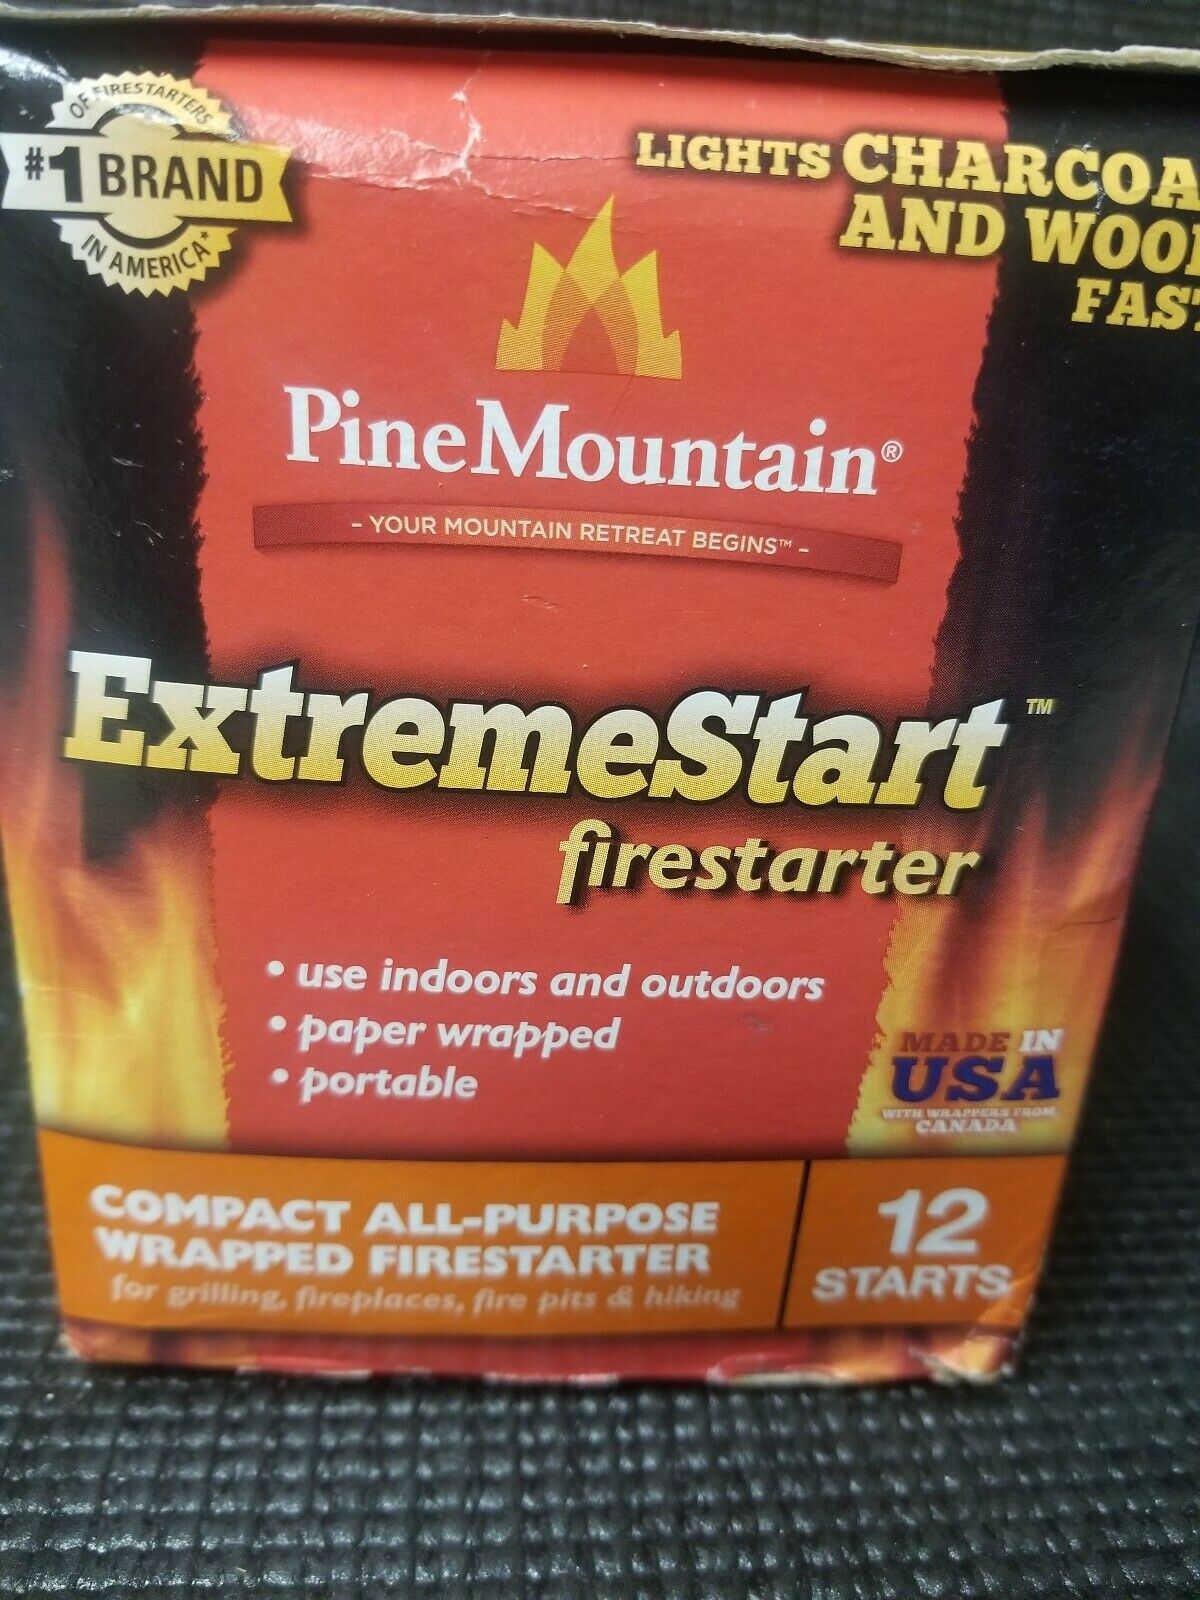 OF FIRESTARTERS
#1 BRAND
IN AMERICA*
LIGHTS CHARCOA
AND WOO
FAS
PineMountain®
- YOUR MOUNTAIN RETREAT BEGINS™ -
ExtremeStart™
firestarter
• use indoors and outdoors
• paper wrapped
• portable
MADE IN
USA
WITH WRAPPERS FROM
CANADA
COMPACT ALL-PURPOSE
WRAPPED FIRESTARTER
for grilling, fireplaces, fire pits & hiking
12
STARTS